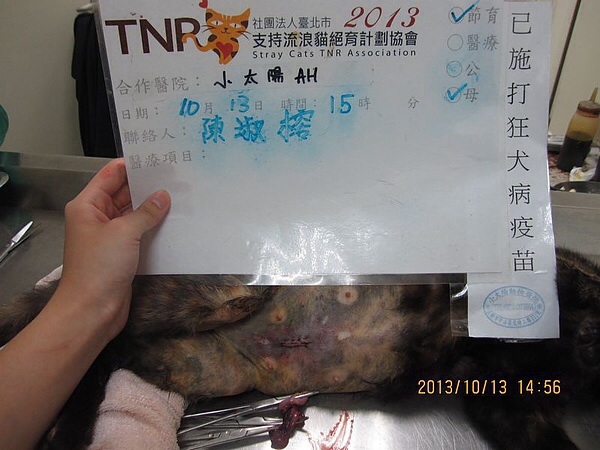 TNR
社團法人臺北市
2013
支持流浪貓絕育計劃協會
Stray Cats TNR Association
合作醫院：小太陽AH
日期：10月13日 時間：15時 分
聯絡人：陳淑榕
醫療項目：
節育
醫療
公
母
已施打狂犬病疫苗
2013/10/13 14:56